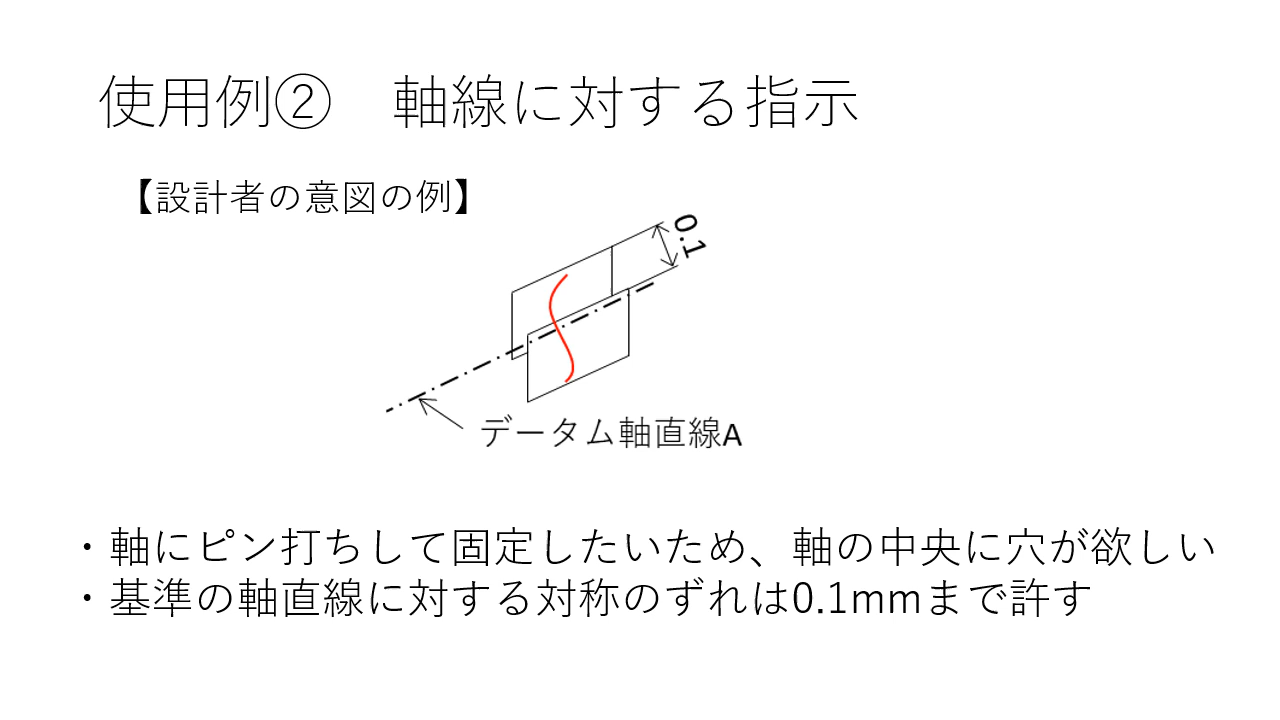 使用例② 軸線に対する指示
【設計者の意図の例】
0.1
データム軸直線A
・軸にピン打ちして固定したいため、軸の中央に穴が欲しい
・基準の軸直線に対する対称のずれは0.1mmまで許す